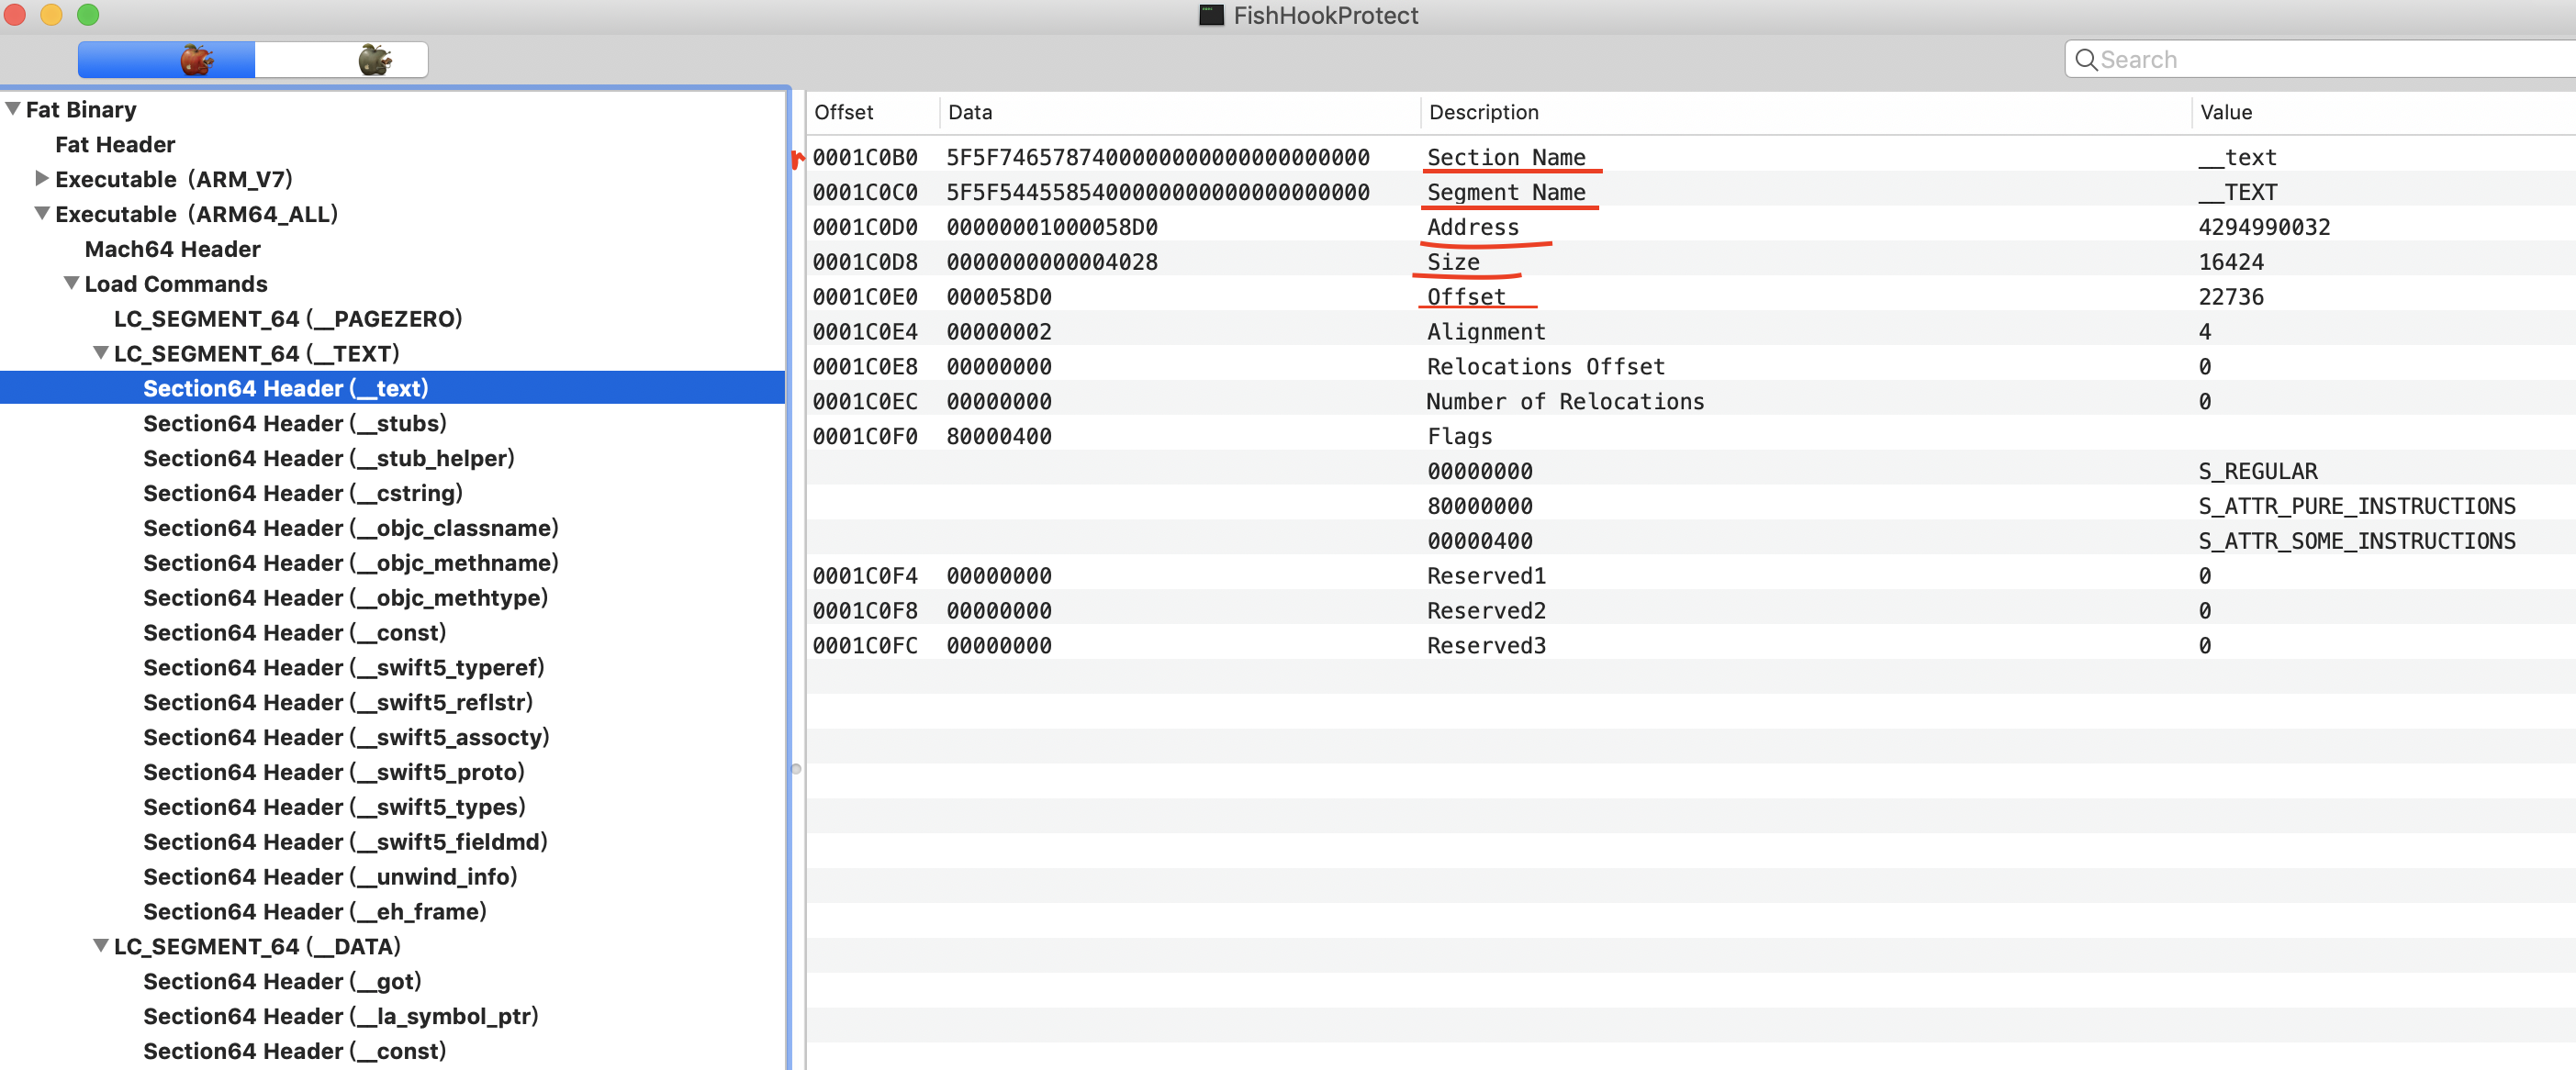 FishHookProtect
Search
Fat Binary
Fat Header
Executable (ARM_V7)
Executable (ARM64_ALL)
Mach64 Header
Load Commands
LC_SEGMENT_64 (__PAGEZERO)
LC_SEGMENT_64 (__TEXT)
Section64 Header (__text)
Section64 Header (__stubs)
Section64 Header (__stub_helper)
Section64 Header (__cstring)
Section64 Header (__objc_classname)
Section64 Header (__objc_methname)
Section64 Header (__objc_methtype)
Section64 Header (__const)
Section64 Header (__swift5_typeref)
Section64 Header (__swift5_reflstr)
Section64 Header (__swift5_assocty)
Section64 Header (__swift5_proto)
Section64 Header (__swift5_types)
Section64 Header (__swift5_fieldmd)
Section64 Header (__unwind_info)
Section64 Header (__eh_frame)
LC_SEGMENT_64 (__DATA)
Section64 Header (__got)
Section64 Header (__la_symbol_ptr)
Section64 Header (__const)
Offset Data Description Value
0001C0B0 5F5F7465787400000000000000000000 Section Name __text
0001C0C0 5F5F5445585400000000000000000000 Segment Name __TEXT
0001C0D0 00000001000058D0 Address 4294990032
0001C0D8 0000000000004028 Size 16424
0001C0E0 000058D0 Offset 22736
0001C0E4 00000002 Alignment 4
0001C0E8 00000000 Relocations Offset 0
0001C0EC 00000000 Number of Relocations 0
0001C0F0 80000400 Flags
00000000 S_REGULAR
80000000 S_ATTR_PURE_INSTRUCTIONS
00000400 S_ATTR_SOME_INSTRUCTIONS
0001C0F4 00000000 Reserved1 0
0001C0F8 00000000 Reserved2 0
0001C0FC 00000000 Reserved3 0